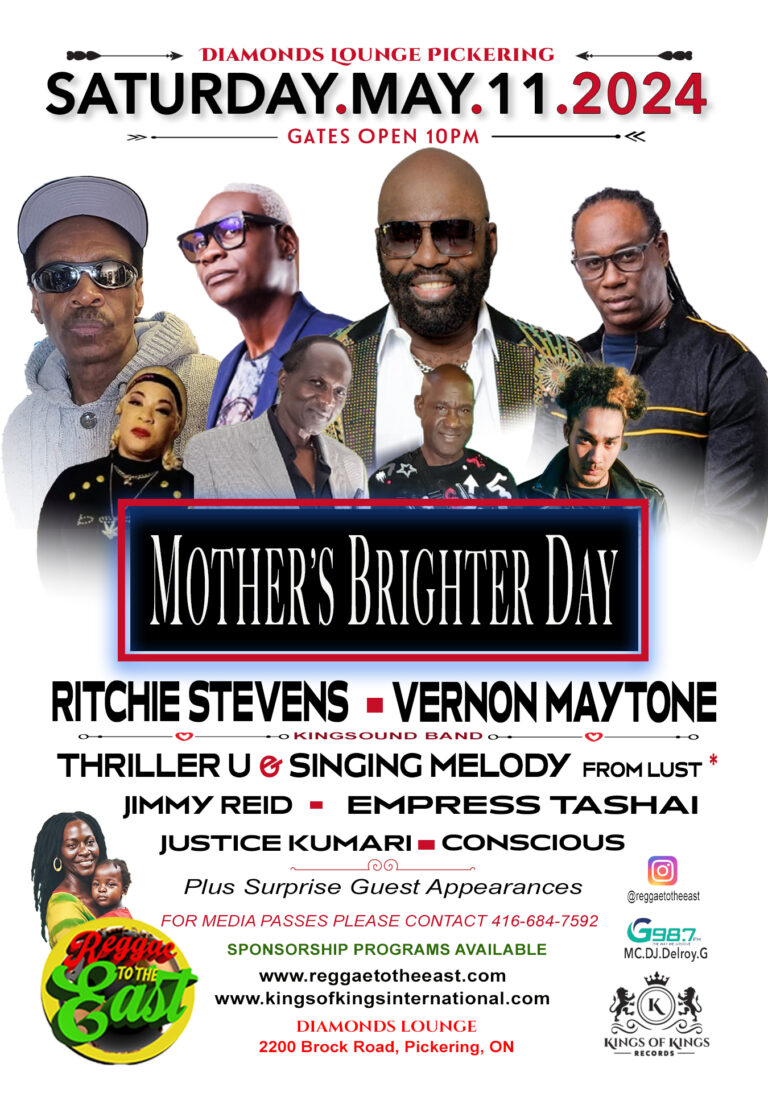 DIAMONDS LOUNGE PICKERING
SATURDAY.MAY.11.2024
GATES OPEN 10PM
MOTHER'S BRIGHTER DAY
RITCHIE STEVENS - VERNON MAYTONE
KINGSOUND BAND
THRILLER U & SINGING MELODY FROM LUST *
JIMMY REID - EMPRESS TASHAI
JUSTICE KUMARI - CONSCIOUS
Plus Surprise Guest Appearances
@reggaetotheeast
FOR MEDIA PASSES PLEASE CONTACT 416-684-7592
SPONSORSHIP PROGRAMS AVAILABLE
G98.7FM
MC.DJ.Delroy.G
www.reggaetotheeast.com
www.kingsofkingsinternational.com
Reggae
TO THE
East
DIAMONDS LOUNGE
2200 Brock Road, Pickering, ON
K
KINGS OF KINGS
RECORDS